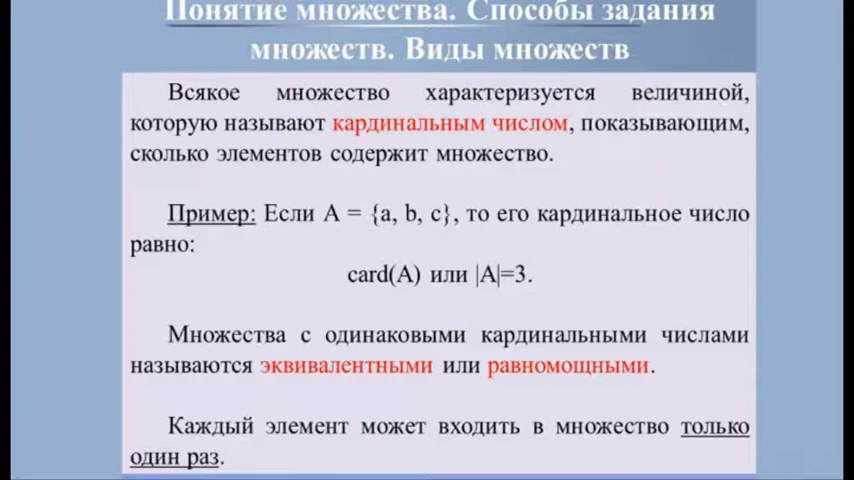 Понятие множества. Способы задания
множеств. Виды множеств
Всякое множество характеризуется величиной,
которую называют кардинальным числом, показывающим,
сколько элементов содержит множество.
Пример: Если A = {a, b, c}, то его кардинальное число
равно:
card(A) или |A|=3.
Множества с одинаковыми кардинальными числами
называются эквивалентными или равномощными.
Каждый элемент может входить в множество только
один раз.